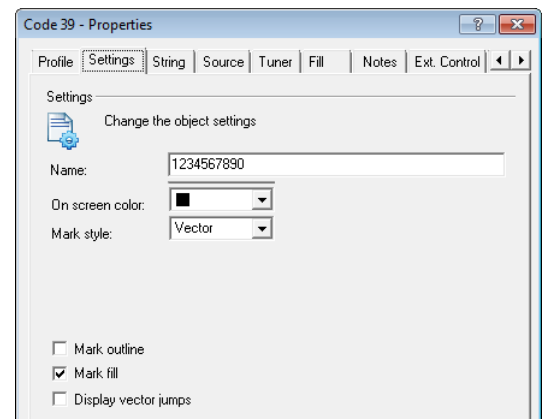 Code 39 - Properties
Profile Settings String Source Tuner Fill Notes Ext. Control
Settings
Change the object settings
Name: 1234567890
On screen color:
Mark style: Vector
Mark outline
Mark fill
Display vector jumps